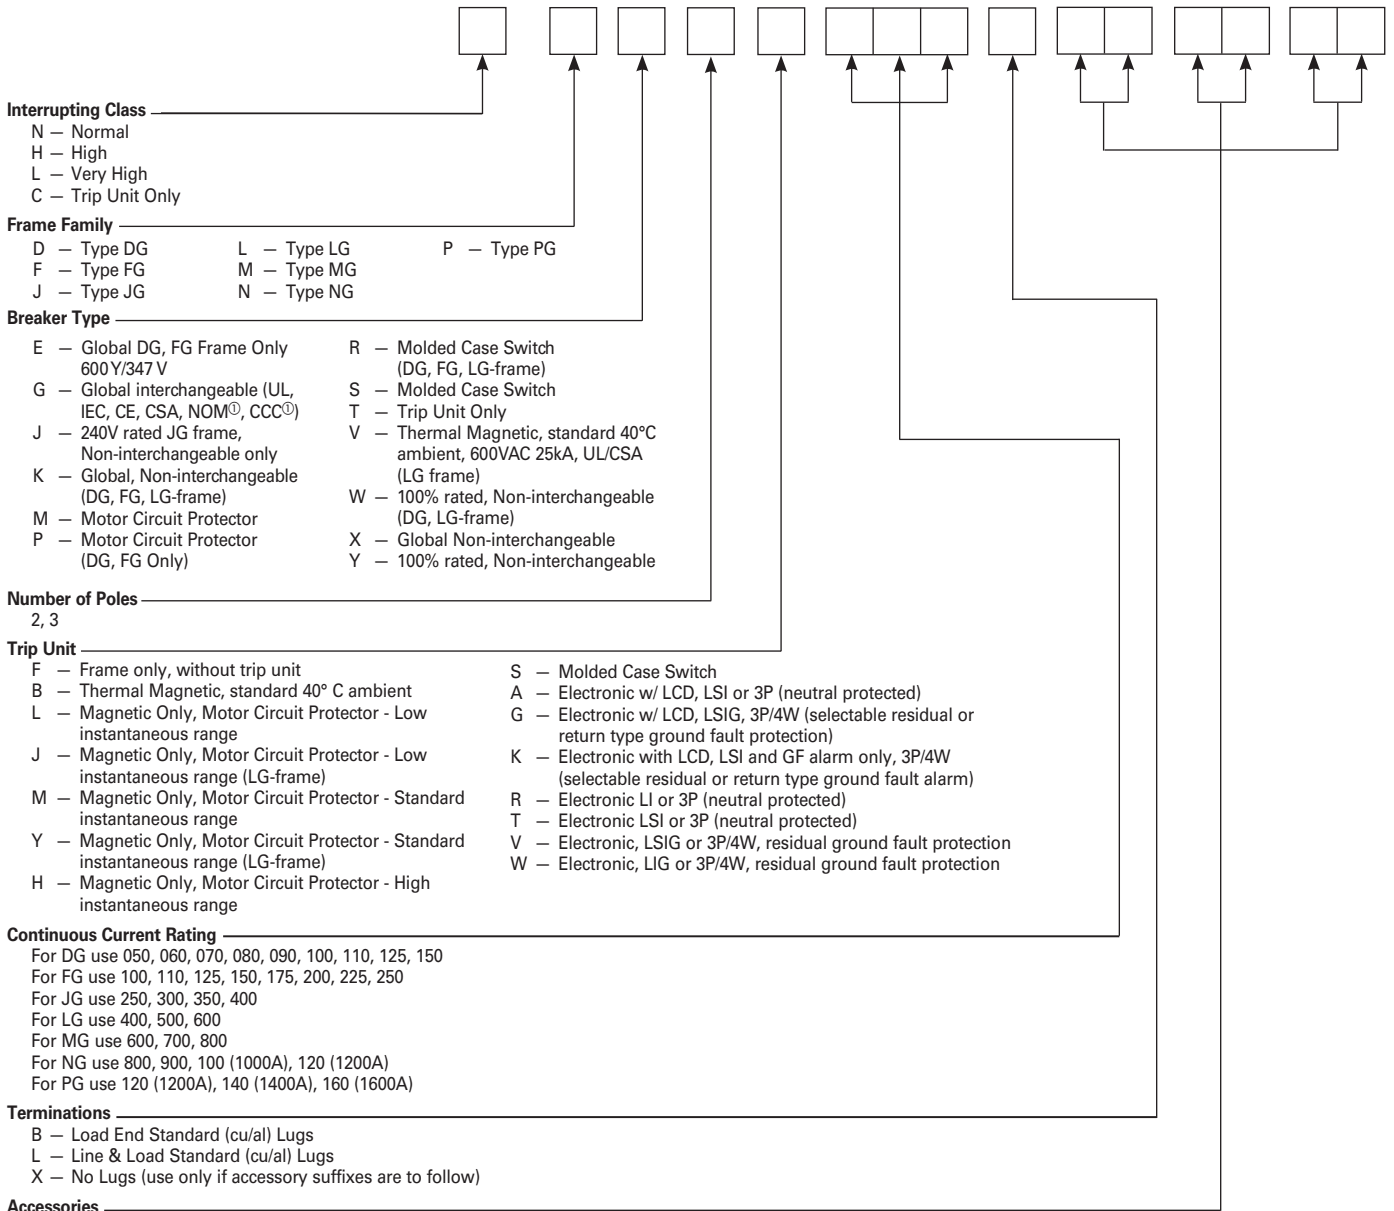 Interrupting Class
N — Normal
H — High
L — Very High
C — Trip Unit Only
Frame Family
D — Type DG
F — Type FG
J — Type JG
L — Type LG
M — Type MG
N — Type NG
P — Type PG
Breaker Type
E — Global DG, FG Frame Only
600 Y/347 V
G — Global interchangeable (UL,
IEC, CE, CSA, NOM①, CCC①)
J — 240V rated JG frame,
Non-interchangeable only
K — Global, Non-interchangeable
(DG, FG, LG-frame)
M — Motor Circuit Protector
P — Motor Circuit Protector
(DG, FG Only)
R — Molded Case Switch
(DG, FG, LG-frame)
S — Molded Case Switch
T — Trip Unit Only
V — Thermal Magnetic, standard 40°C
ambient, 600VAC 25kA, UL/CSA
(LG frame)
W — 100% rated, Non-interchangeable
(DG, LG-frame)
X — Global Non-interchangeable
Y — 100% rated, Non-interchangeable
Number of Poles
2, 3
Trip Unit
F — Frame only, without trip unit
B — Thermal Magnetic, standard 40° C ambient
L — Magnetic Only, Motor Circuit Protector - Low
instantaneous range
J — Magnetic Only, Motor Circuit Protector - Low
instantaneous range (LG-frame)
M — Magnetic Only, Motor Circuit Protector - Standard
instantaneous range
Y — Magnetic Only, Motor Circuit Protector - Standard
instantaneous range (LG-frame)
H — Magnetic Only, Motor Circuit Protector - High
instantaneous range
S — Molded Case Switch
A — Electronic w/ LCD, LSI or 3P (neutral protected)
G — Electronic w/ LCD, LSIG, 3P/4W (selectable residual or
return type ground fault protection)
K — Electronic with LCD, LSI and GF alarm only, 3P/4W
(selectable residual or return type ground fault alarm)
R — Electronic LI or 3P (neutral protected)
T — Electronic LSI or 3P (neutral protected)
V — Electronic, LSIG or 3P/4W, residual ground fault protection
W — Electronic, LIG or 3P/4W, residual ground fault protection
Continuous Current Rating
For DG use 050, 060, 070, 080, 090, 100, 110, 125, 150
For FG use 100, 110, 125, 150, 175, 200, 225, 250
For JG use 250, 300, 350, 400
For LG use 400, 500, 600
For MG use 600, 700, 800
For NG use 800, 900, 100 (1000A), 120 (1200A)
For PG use 120 (1200A), 140 (1400A), 160 (1600A)
Terminations
B — Load End Standard (cu/al) Lugs
L — Line & Load Standard (cu/al) Lugs
X — No Lugs (use only if accessory suffixes are to follow)
Accessories